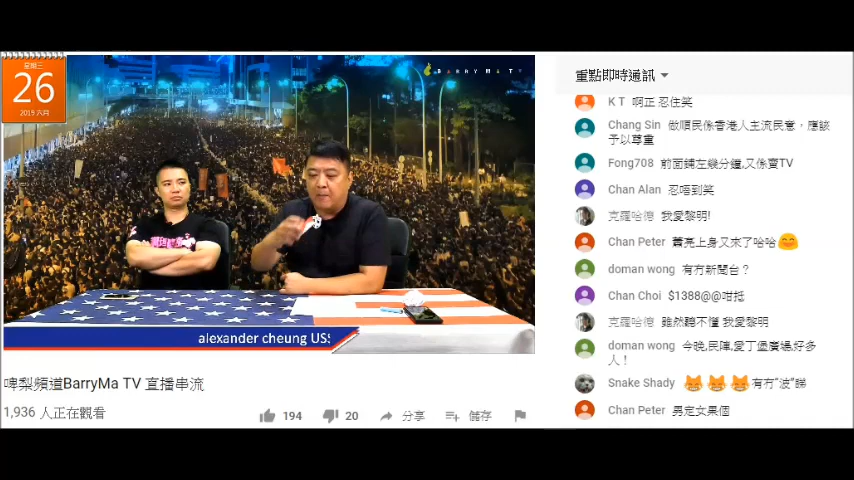 星期三
26
2015 六月
BARRYMA TV
alexander cheung US$
啤梨頻道BarryMa TV 直播串流
1,936 人正在觀看
194
20
分享
儲存
重點即時通訊
K T 啊正 忍住笑
Chang Sin 做順民係香港人主流民意，應該
予以尊重
Fong708 前面鋪左幾分鐘,又係賣TV
Chan Alan 忍唔到笑
克羅哈德 我愛黎明!
Chan Peter 蕭亮上身又來了哈哈
doman wong 有冇新聞台？
Chan Choi $1388@@咁抵
克羅哈德 雖然聽不懂 我愛黎明
doman wong 今晚,民陣,愛丁堡廣場,好多
人！
Snake Shady 有冇"波"睇
Chan Peter 男定女果個